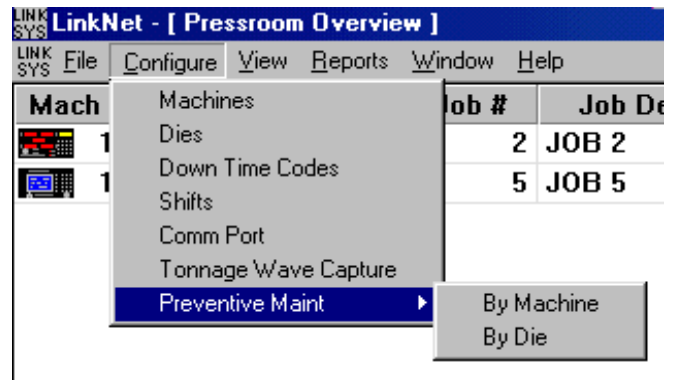 LINK SYS LinkNet - [ Pressroom Overview ]
LINK SYS File Configure View Reports Window Help
Mach Job # Job De
1 2 JOB 2
1 5 JOB 5
Machines
Dies
Down Time Codes
Shifts
Comm Port
Tonnage Wave Capture
Preventive Maint
By Machine
By Die